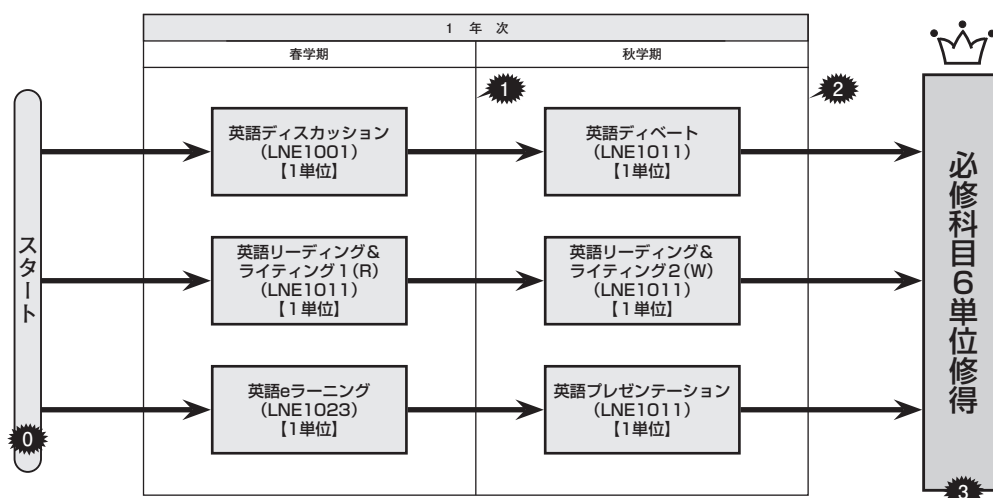 1 年 次
春学期
秋学期
1
2
スタート
0
英語ディスカッション
(LNE1001)
【1単位】
英語ディベート
(LNE1011)
【1単位】
英語リーディング&
ライティング1(R)
(LNE1011)
【1単位】
英語リーディング&
ライティング2(W)
(LNE1011)
【1単位】
英語eラーニング
(LNE1023)
【1単位】
英語プレゼンテーション
(LNE1011)
【1単位】
必修科目6単位修得
3